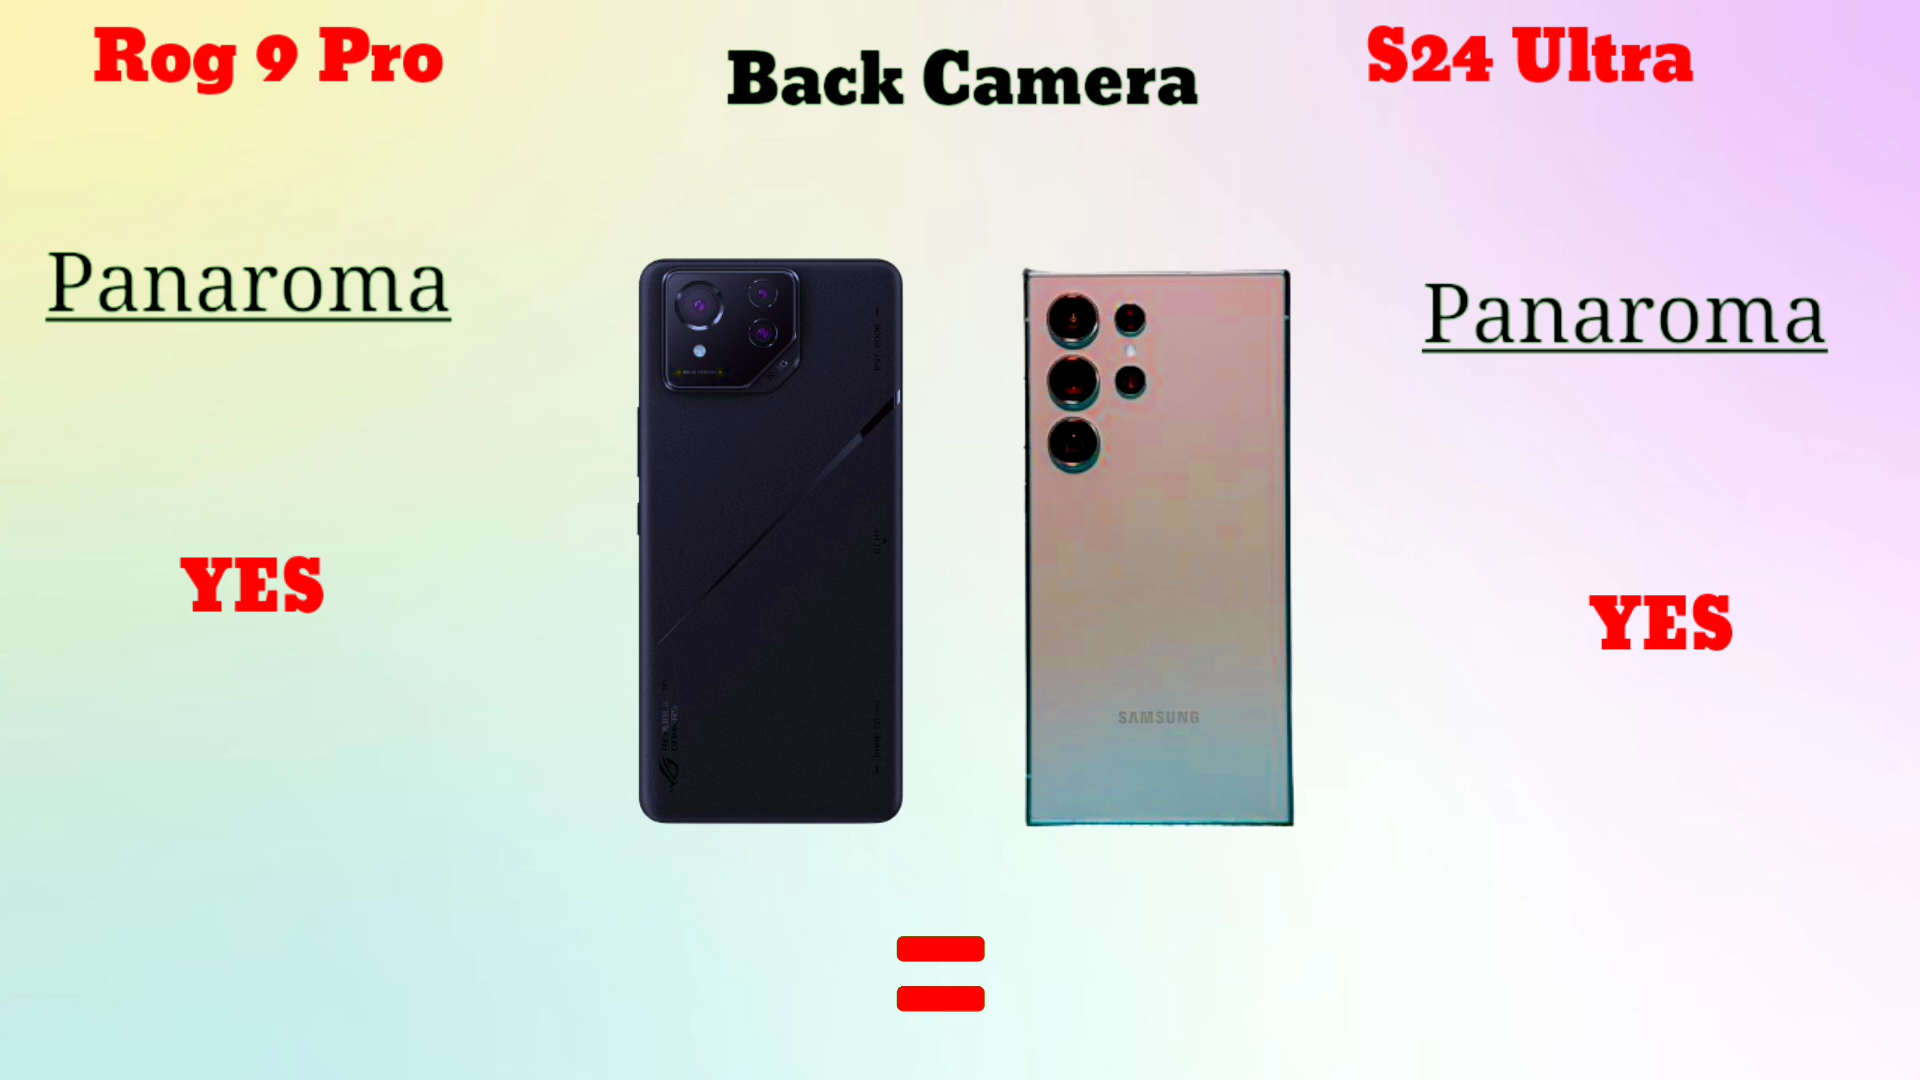 Rog 9 Pro
Back Camera
S24 Ultra
Panaroma
Panaroma
YES
YES
SAMSUNG
=